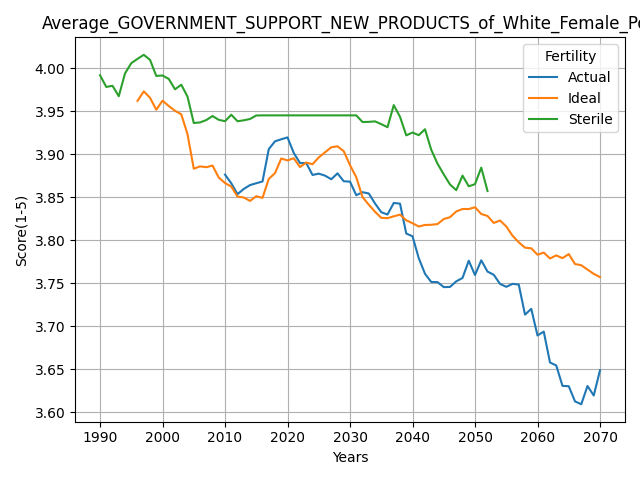 Average_GOVERNMENT_SUPPORT_NEW_PRODUCTS_of_White_Female_
Fertility
Actual
Ideal
Sterile
Score(1-5)
4.00
3.95
3.90
3.85
3.80
3.75
3.70
3.65
3.60
1990 2000 2010 2020 2030 2040 2050 2060 2070
Years